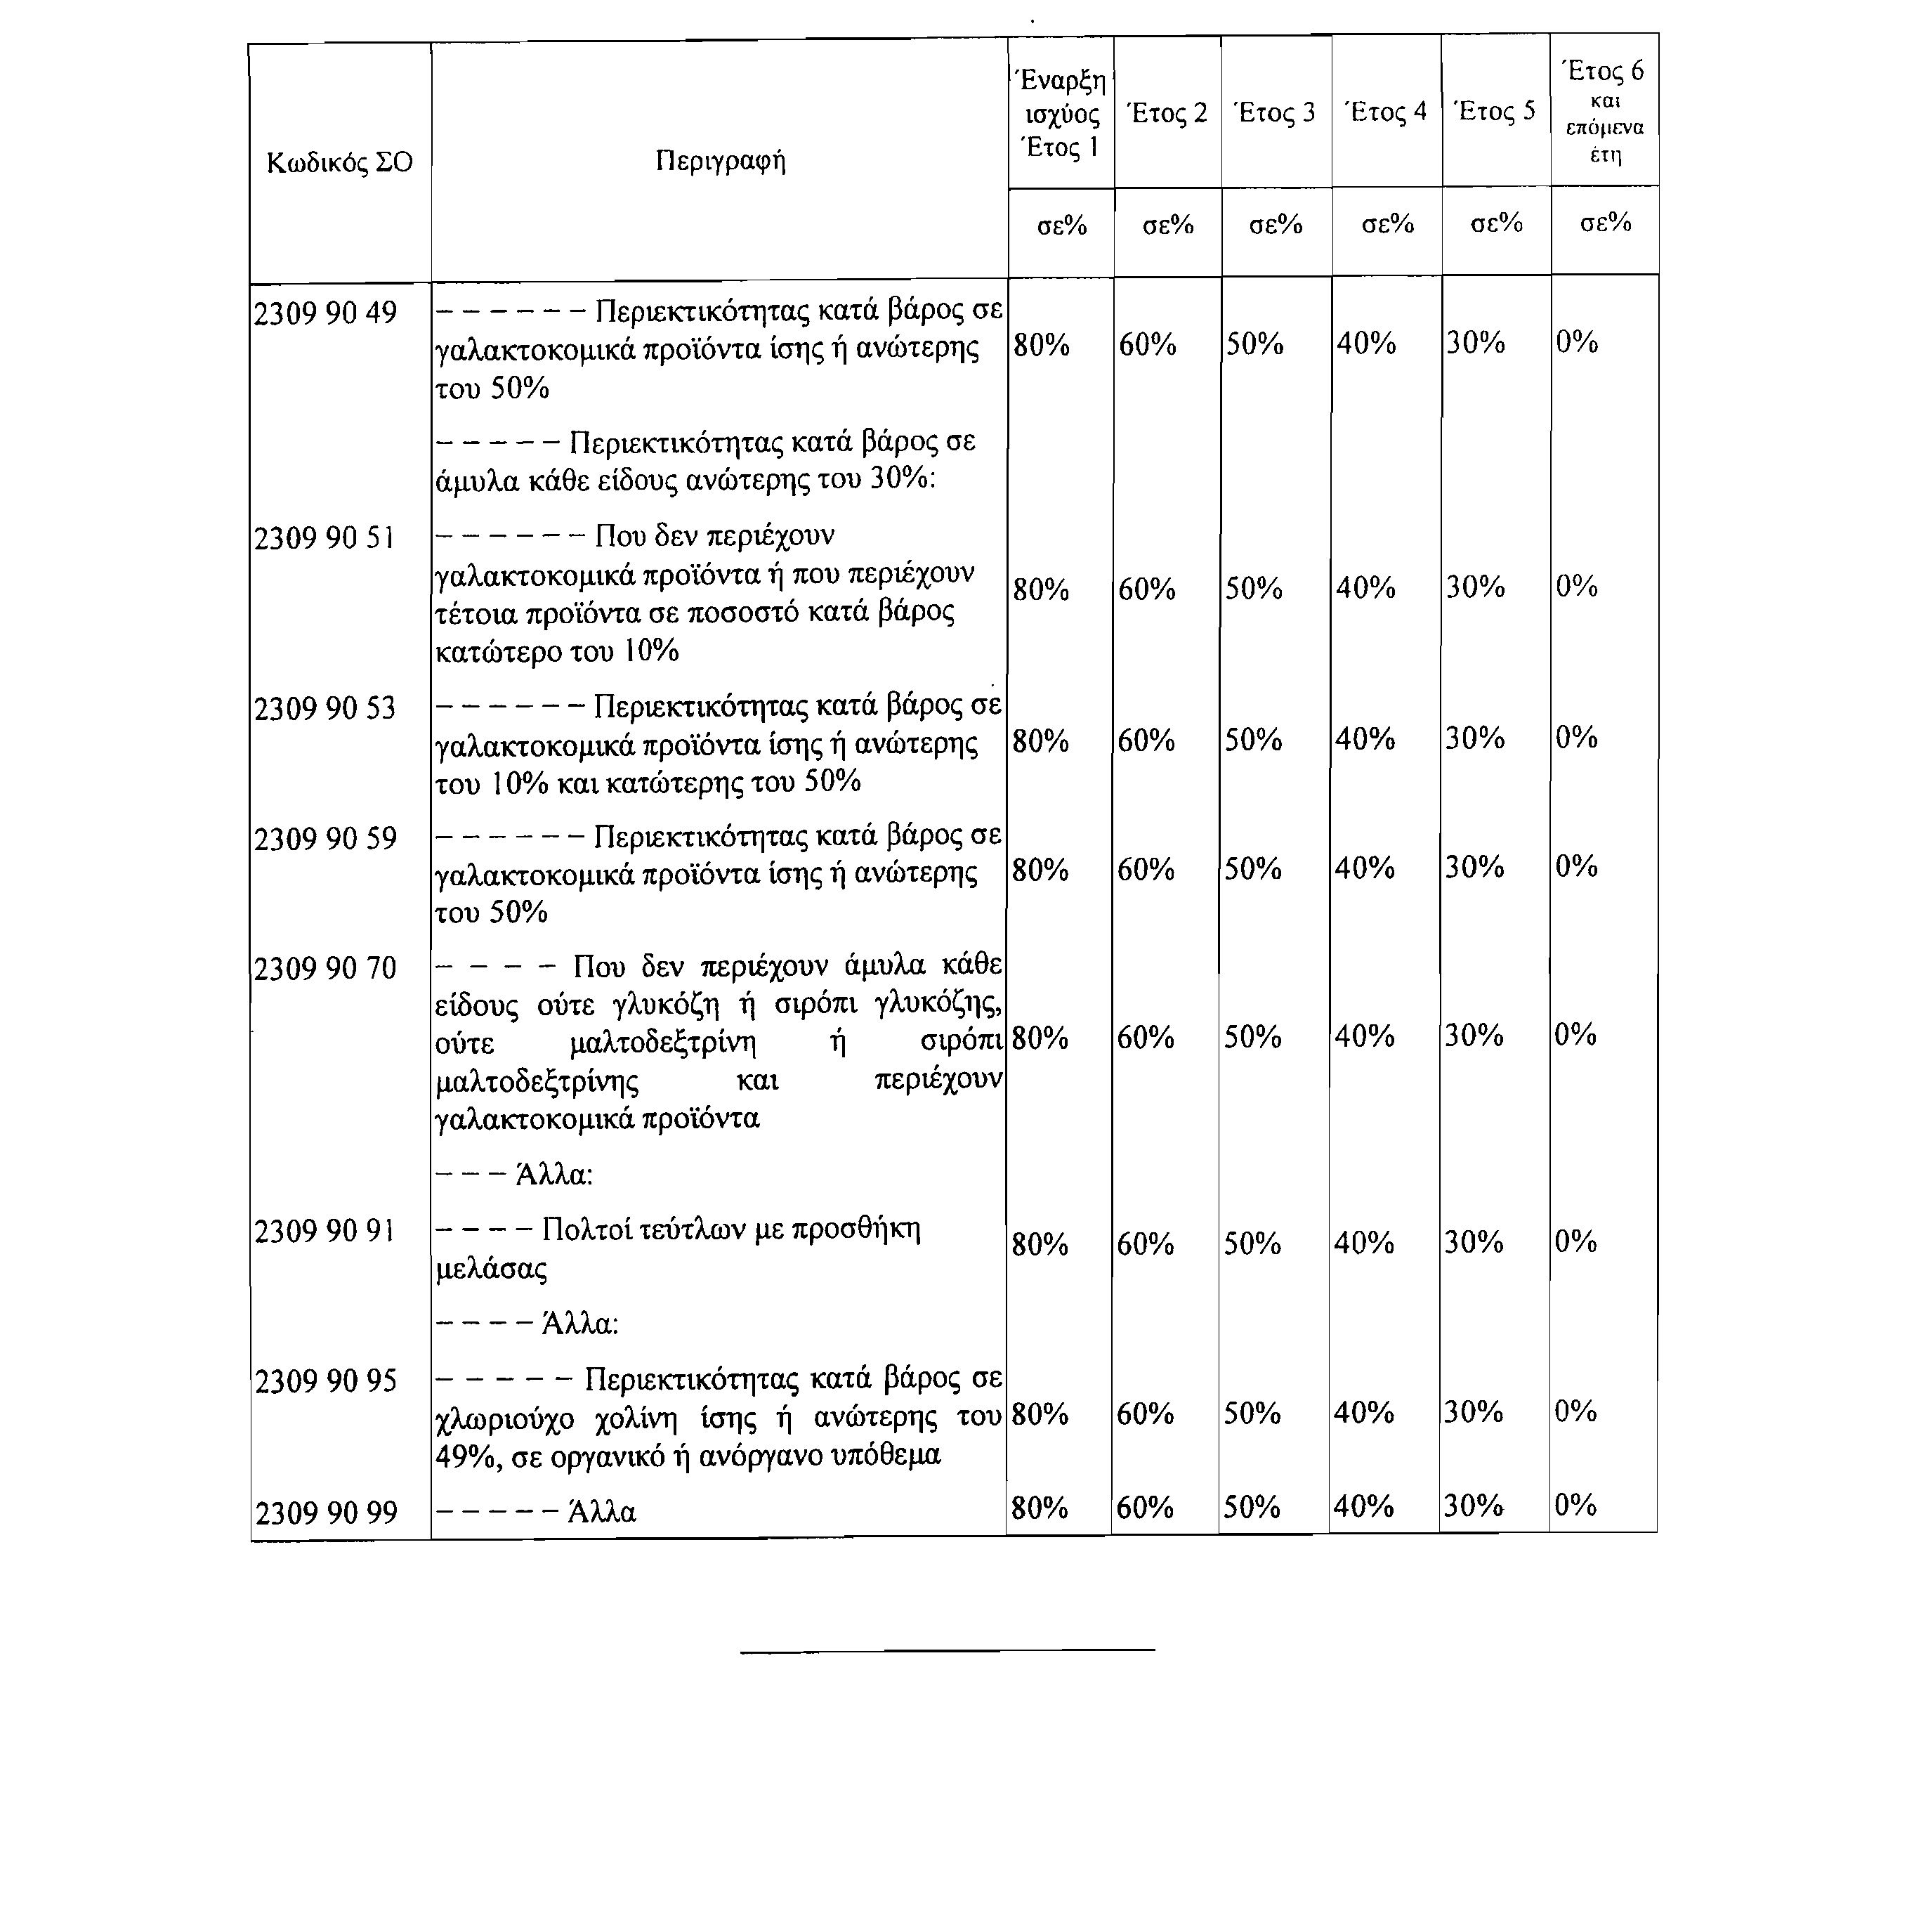 Κωδικός ΣΟ
Περιγραφή
Έναρξη
ισχύος
Έτος 1
Έτος 2
Έτος 3
Έτος 4
Έτος 5
Έτος 6
και
επόμενα
έτη
σε% σε% σε% σε% σε% σε%
2309 90 49
– – – – – – Περιεκτικότητας κατά βάρος σε
γαλακτοκομικά προϊόντα ίσης ή ανώτερης
του 50%
80% 60% 50% 40% 30% 0%
– – – – – Περιεκτικότητας κατά βάρος σε
άμυλα κάθε είδους ανώτερης του 30%:
2309 90 51
– – – – – – Που δεν περιέχουν
γαλακτοκομικά προϊόντα ή που περιέχουν
τέτοια προϊόντα σε ποσοστό κατά βάρος
κατώτερο του 10%
80% 60% 50% 40% 30% 0%
2309 90 53
– – – – – – Περιεκτικότητας κατά βάρος σε
γαλακτοκομικά προϊόντα ίσης ή ανώτερης
του 10% και κατώτερης του 50%
80% 60% 50% 40% 30% 0%
2309 90 59
– – – – – – Περιεκτικότητας κατά βάρος σε
γαλακτοκομικά προϊόντα ίσης ή ανώτερης
του 50%
80% 60% 50% 40% 30% 0%
2309 90 70
– – – – Που δεν περιέχουν άμυλα κάθε
είδους ούτε γλυκόζη ή σιρόπι γλυκόζης,
ούτε μαλτοδεξτρίνη ή σιρόπι
μαλτοδεξτρίνης και περιέχουν
γαλακτοκομικά προϊόντα
80% 60% 50% 40% 30% 0%
– – – Άλλα:
2309 90 91
– – – – Πολτοί τεύτλων με προσθήκη
μελάσας
80% 60% 50% 40% 30% 0%
– – – – Άλλα:
2309 90 95
– – – – – Περιεκτικότητας κατά βάρος σε
χλωριούχο χολίνη ίσης ή ανώτερης του
49%, σε οργανικό ή ανόργανο υπόθεμα
80% 60% 50% 40% 30% 0%
2309 90 99
– – – – – Άλλα
80% 60% 50% 40% 30% 0%